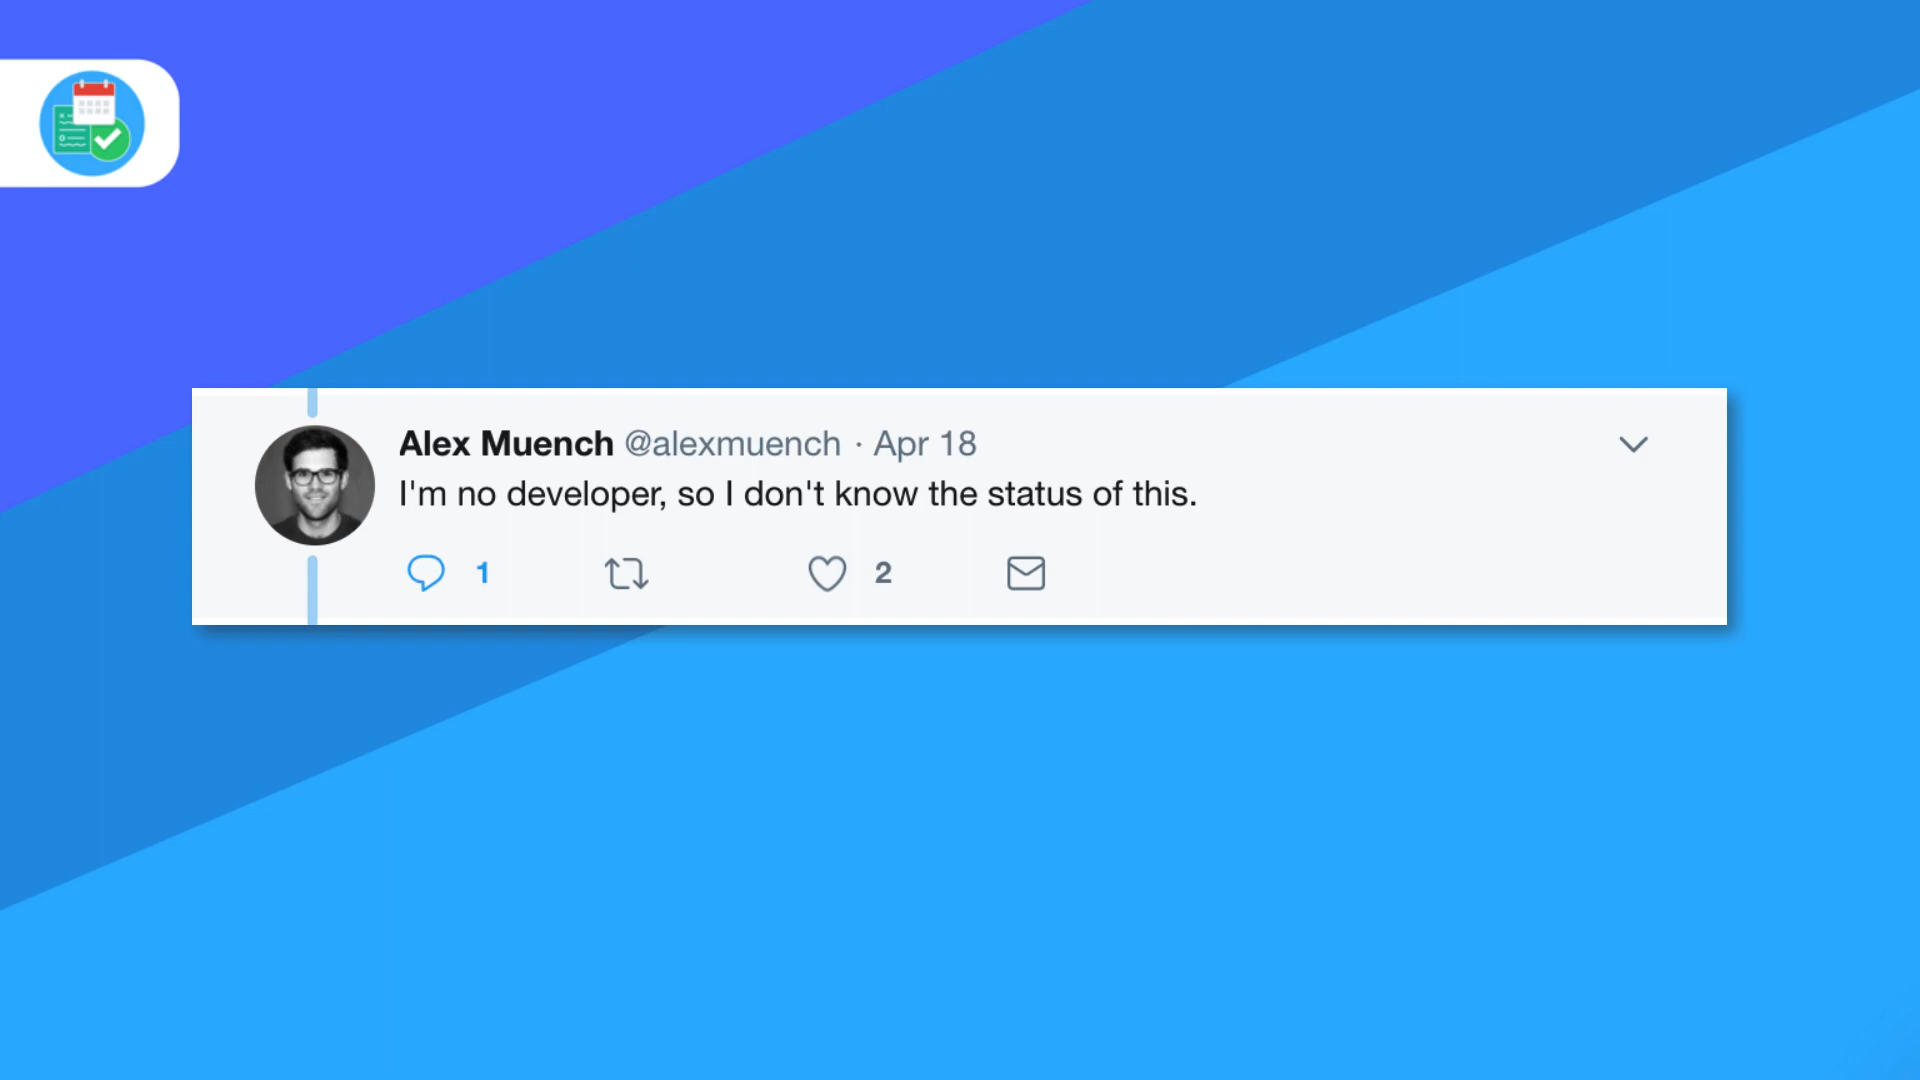 Alex Muench @alexmuench · Apr 18
I'm no developer, so I don't know the status of this.
1 2